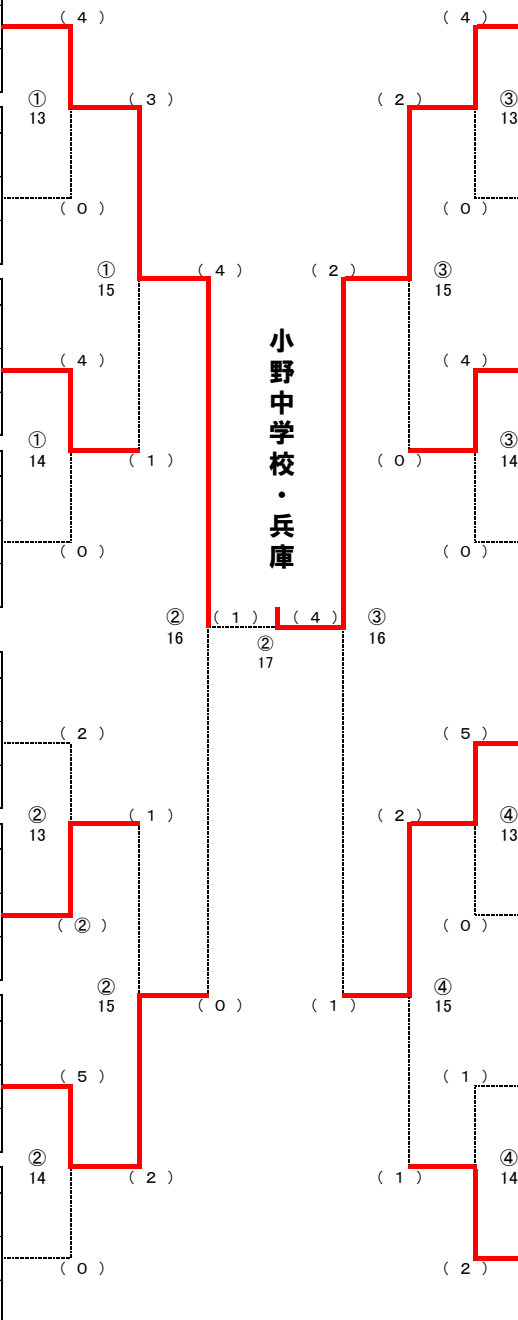 ( 4 ) ( 4 )
① ( 3 ) ( 2 ) ③
13 13
( 0 ) ( 0 )
① ( 4 ) ( 2 ) ③
15 15
小野中学校・兵庫
( 4 ) ( 4 )
① ③
14 ( 1 ) ( 0 ) 14
( 0 ) ( 0 )
② ( 1 ) ( 4 ) ③
16 ② 16
17
( 2 ) ( 5 )
② ( 1 ) ( 2 ) ④
13 13
( ② ) ( 0 )
② ④
15 ( 0 ) ( 1 ) 15
( 5 ) ( 1 )
② ④
14 ( 2 ) ( 1 ) 14
( 0 ) ( 2 )